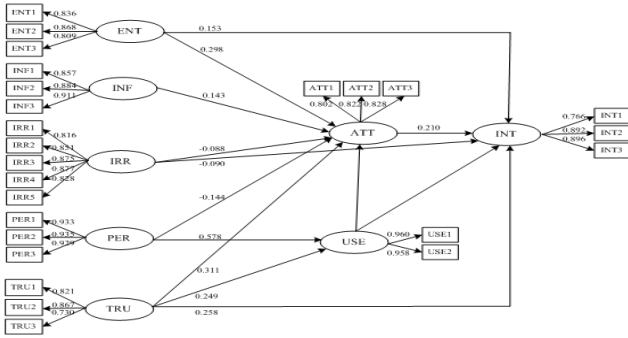 ENT1
0.836
ENT2
0.868
ENT3
0.809
ENT
0.153
0.298
INF1
0.857
INF2
0.884
INF3
0.911
INF
0.143
ATT1
ATT2
ATT3
0.802
0.822
0.828
ATT
0.210
INT
0.766
INT1
0.892
INT2
0.896
INT3
IRR1
0.816
IRR2
0.851
IRR3
0.875
IRR4
0.877
IRR5
0.828
IRR
-0.088
-0.090
PER1
0.933
PER2
0.935
PER3
0.929
PER
-0.144
0.578
USE
0.960
USE1
0.958
USE2
TRU1
0.821
TRU2
0.867
TRU3
0.730
TRU
0.311
0.249
0.258